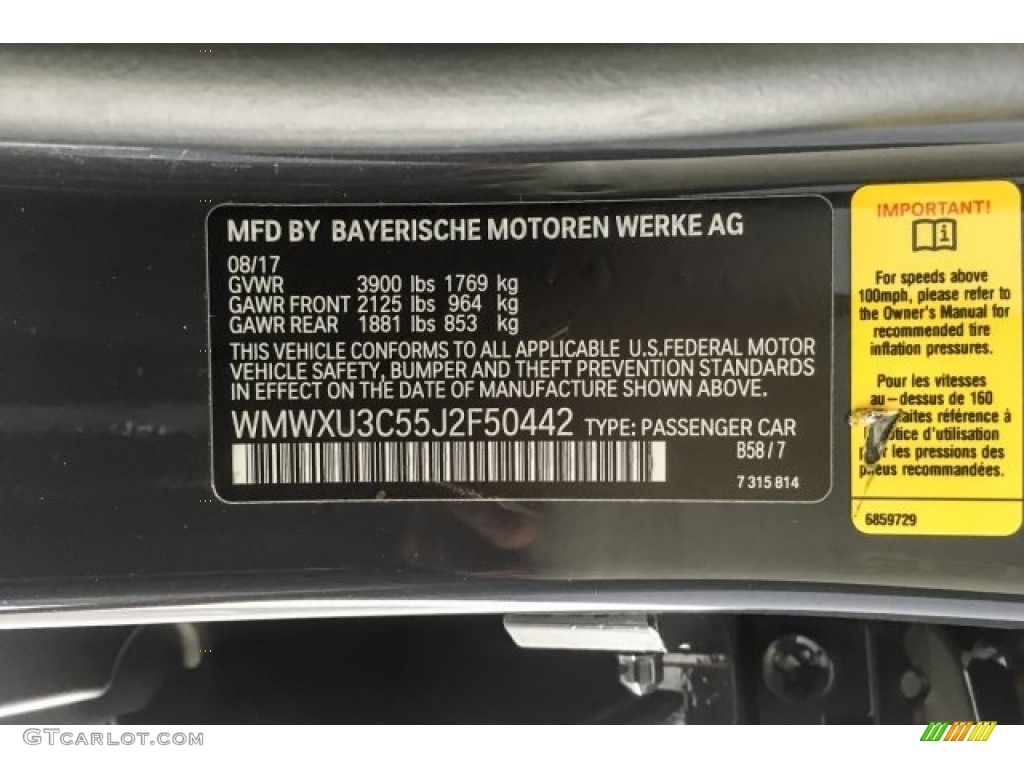 MFD BY BAYERISCHE MOTOREN WERKE AG
08/17
GVWR 3900 lbs 1769 kg
GAWR FRONT 2125 lbs 964 kg
GAWR REAR 1881 lbs 853 kg
THIS VEHICLE CONFORMS TO ALL APPLICABLE U.S.FEDERAL MOTOR
VEHICLE SAFETY, BUMPER AND THEFT PREVENTION STANDARDS
IN EFFECT ON THE DATE OF MANUFACTURE SHOWN ABOVE.
WMWXU3C55J2F50442 TYPE: PASSENGER CAR
B58 / 7
7 315 814
IMPORTANT!
For speeds above
100mph, please refer to
the Owner's Manual for
recommended tire
inflation pressures.
Pour les vitesses
au-dessus de 160
faites référence à
d'utilisation
les pressions des
recommandées.
6859729
GTCarlot.com